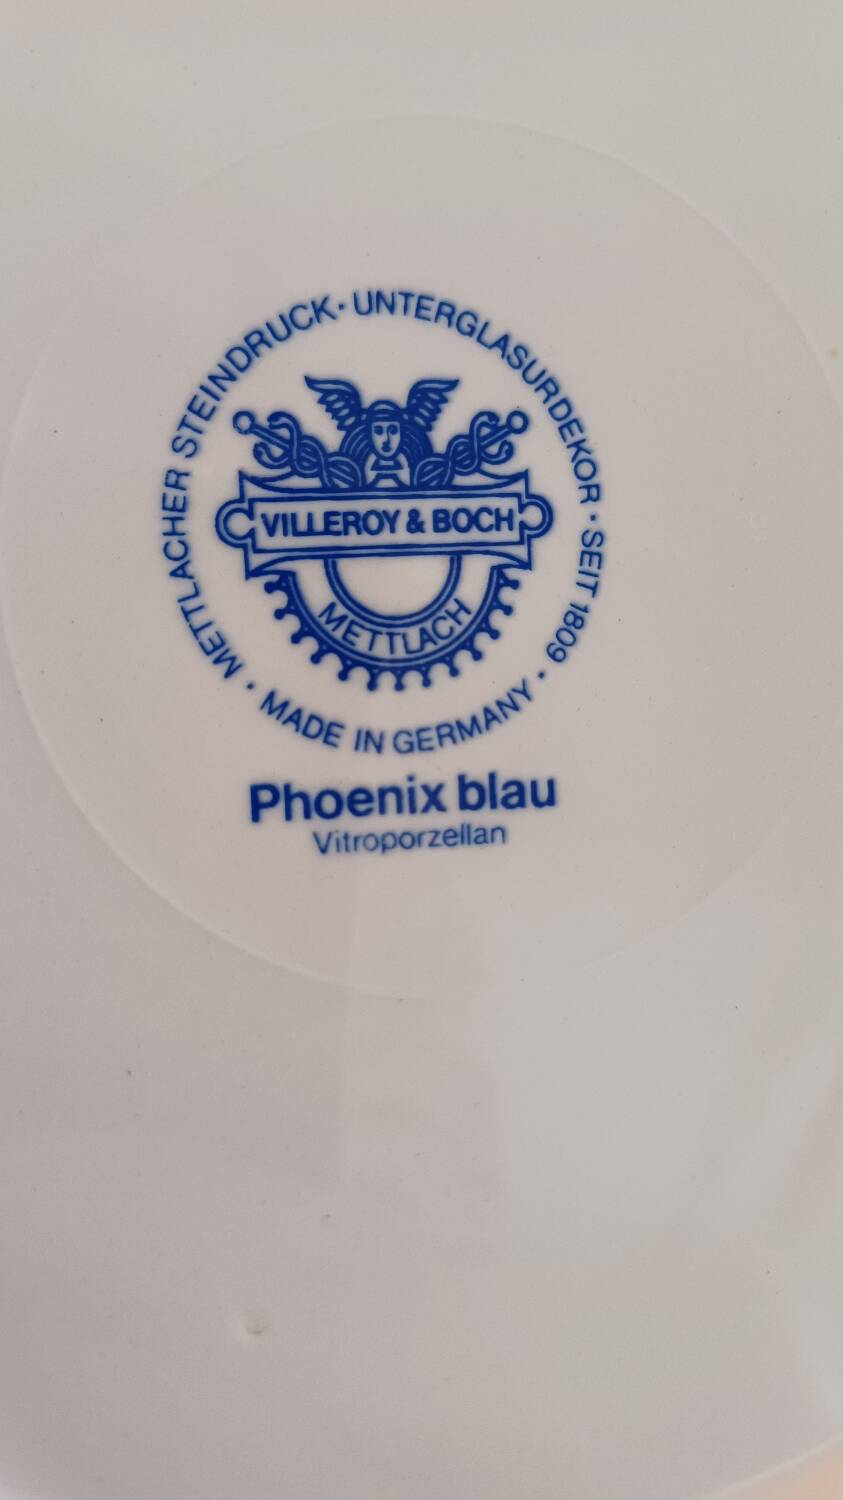 METTLACHER STEINDRUCK · UNTERGLASURDEKOR · SEIT 1809 · MADE IN GERMANY ·
VILLEROY & BOCH
METTLACH
Phoenix blau
Vitroporzellan